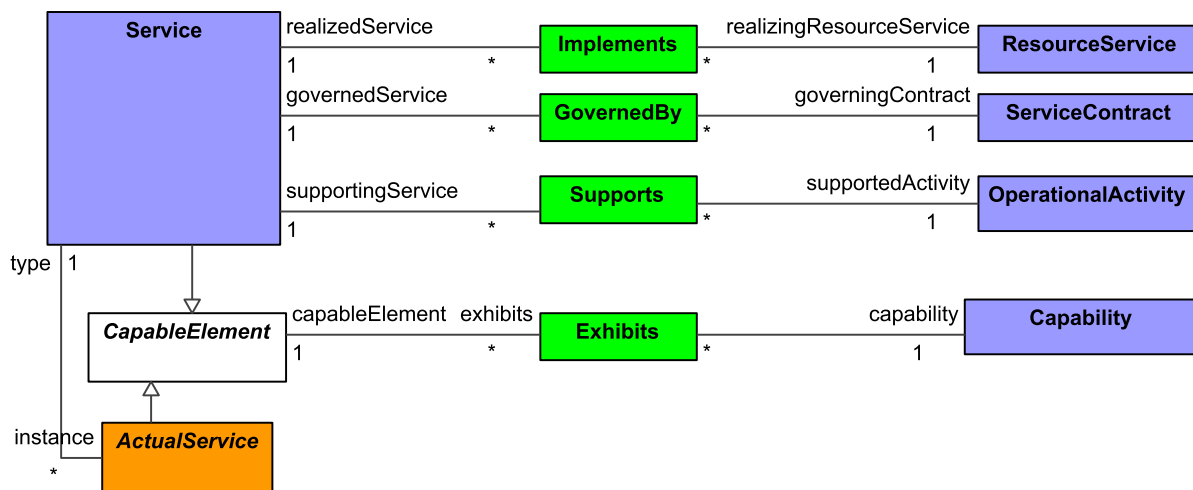 Service
realizedService
1
*
Implements
realizingResourceService
*
1
ResourceService
governedService
1
*
GovernedBy
governingContract
*
1
ServiceContract
supportingService
1
*
Supports
supportedActivity
*
1
OperationalActivity
type
1
CapableElement
capableElement
exhibits
1
*
Exhibits
capability
*
1
Capability
instance
*
ActualService